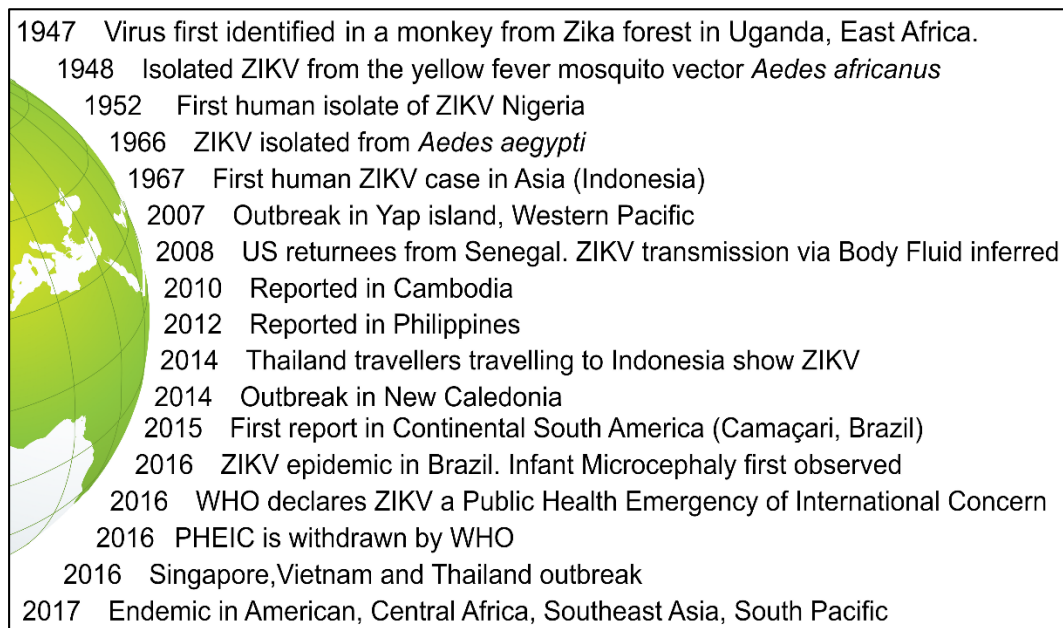 1947 Virus first identified in a monkey from Zika forest in Uganda, East Africa.
1948 Isolated ZIKV from the yellow fever mosquito vector Aedes africanus
1952 First human isolate of ZIKV Nigeria
1966 ZIKV isolated from Aedes aegypti
1967 First human ZIKV case in Asia (Indonesia)
2007 Outbreak in Yap island, Western Pacific
2008 US returnees from Senegal. ZIKV transmission via Body Fluid inferred
2010 Reported in Cambodia
2012 Reported in Philippines
2014 Thailand travellers travelling to Indonesia show ZIKV
2014 Outbreak in New Caledonia
2015 First report in Continental South America (Camaçari, Brazil)
2016 ZIKV epidemic in Brazil. Infant Microcephaly first observed
2016 WHO declares ZIKV a Public Health Emergency of International Concern
2016 PHEIC is withdrawn by WHO
2016 Singapore,Vietnam and Thailand outbreak
2017 Endemic in American, Central Africa, Southeast Asia, South Pacific